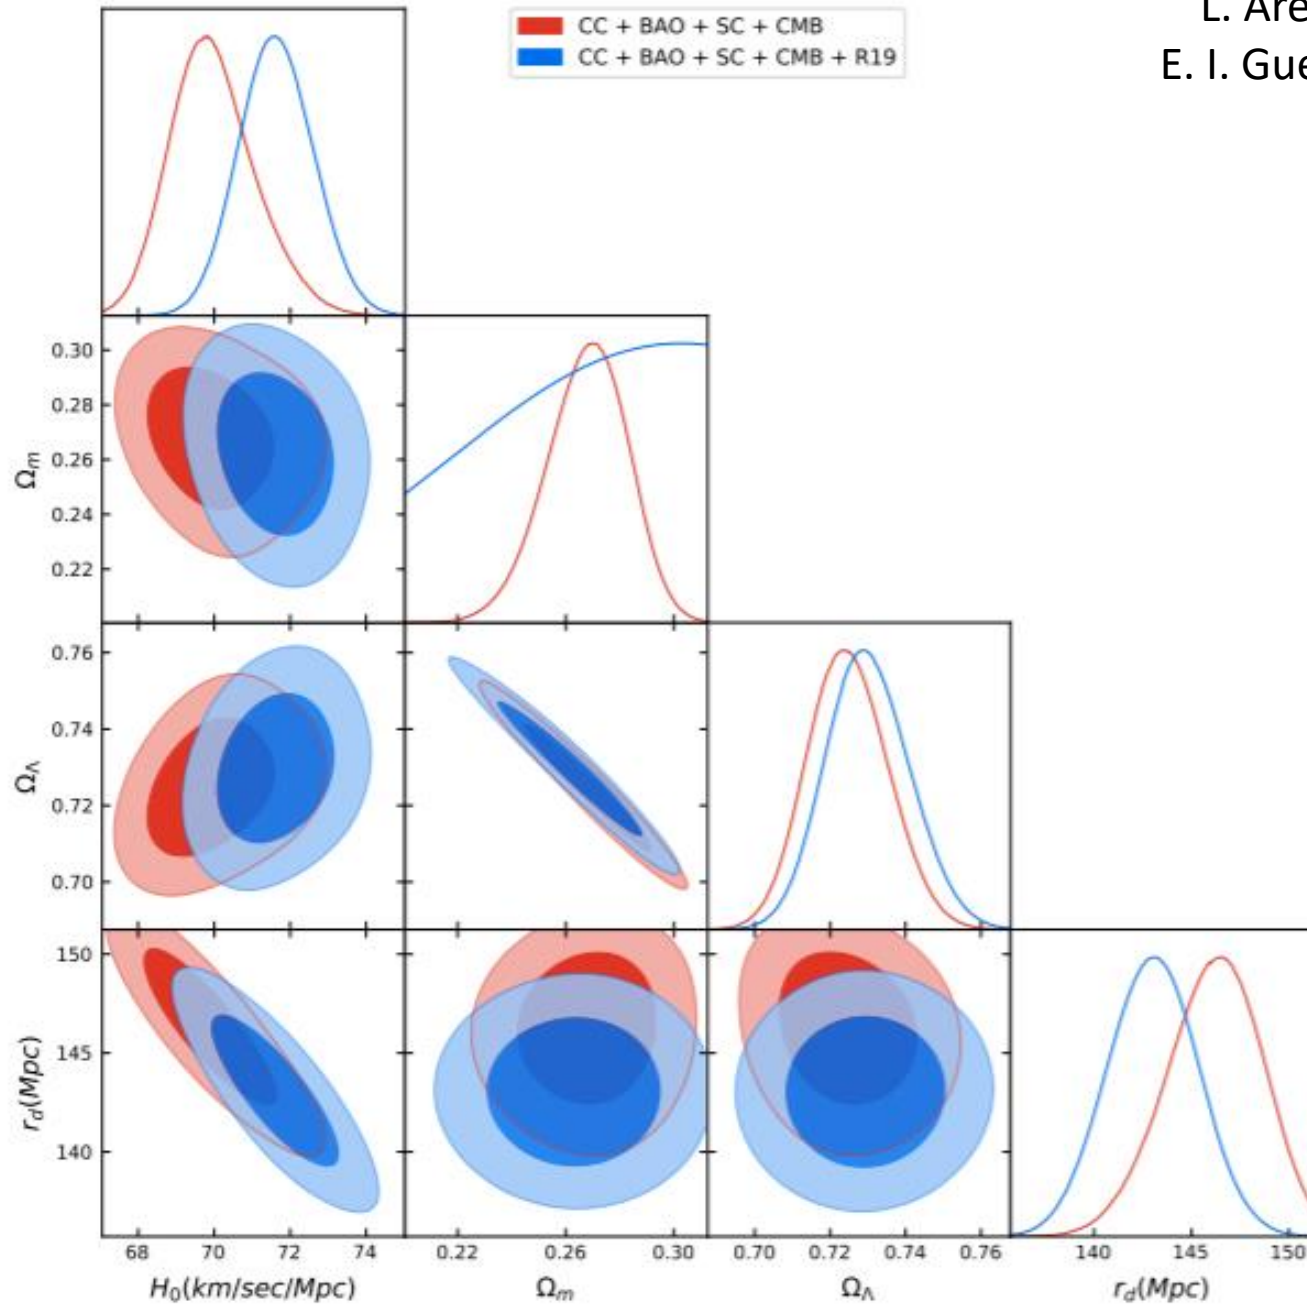 L. Are
E. I. Gue
CC + BAO + SC + CMB
CC + BAO + SC + CMB + R19
0.30
0.28
0.26
0.24
0.22
Ωm
0.76
0.74
0.72
0.70
ΩΛ
150
145
140
rd(Mpc)
68 70 72 74
0.22 0.26 0.30
0.70 0.72 0.74 0.76
140 145 150
H0(km/sec/Mpc)
Ωm
ΩΛ
rd(Mpc)